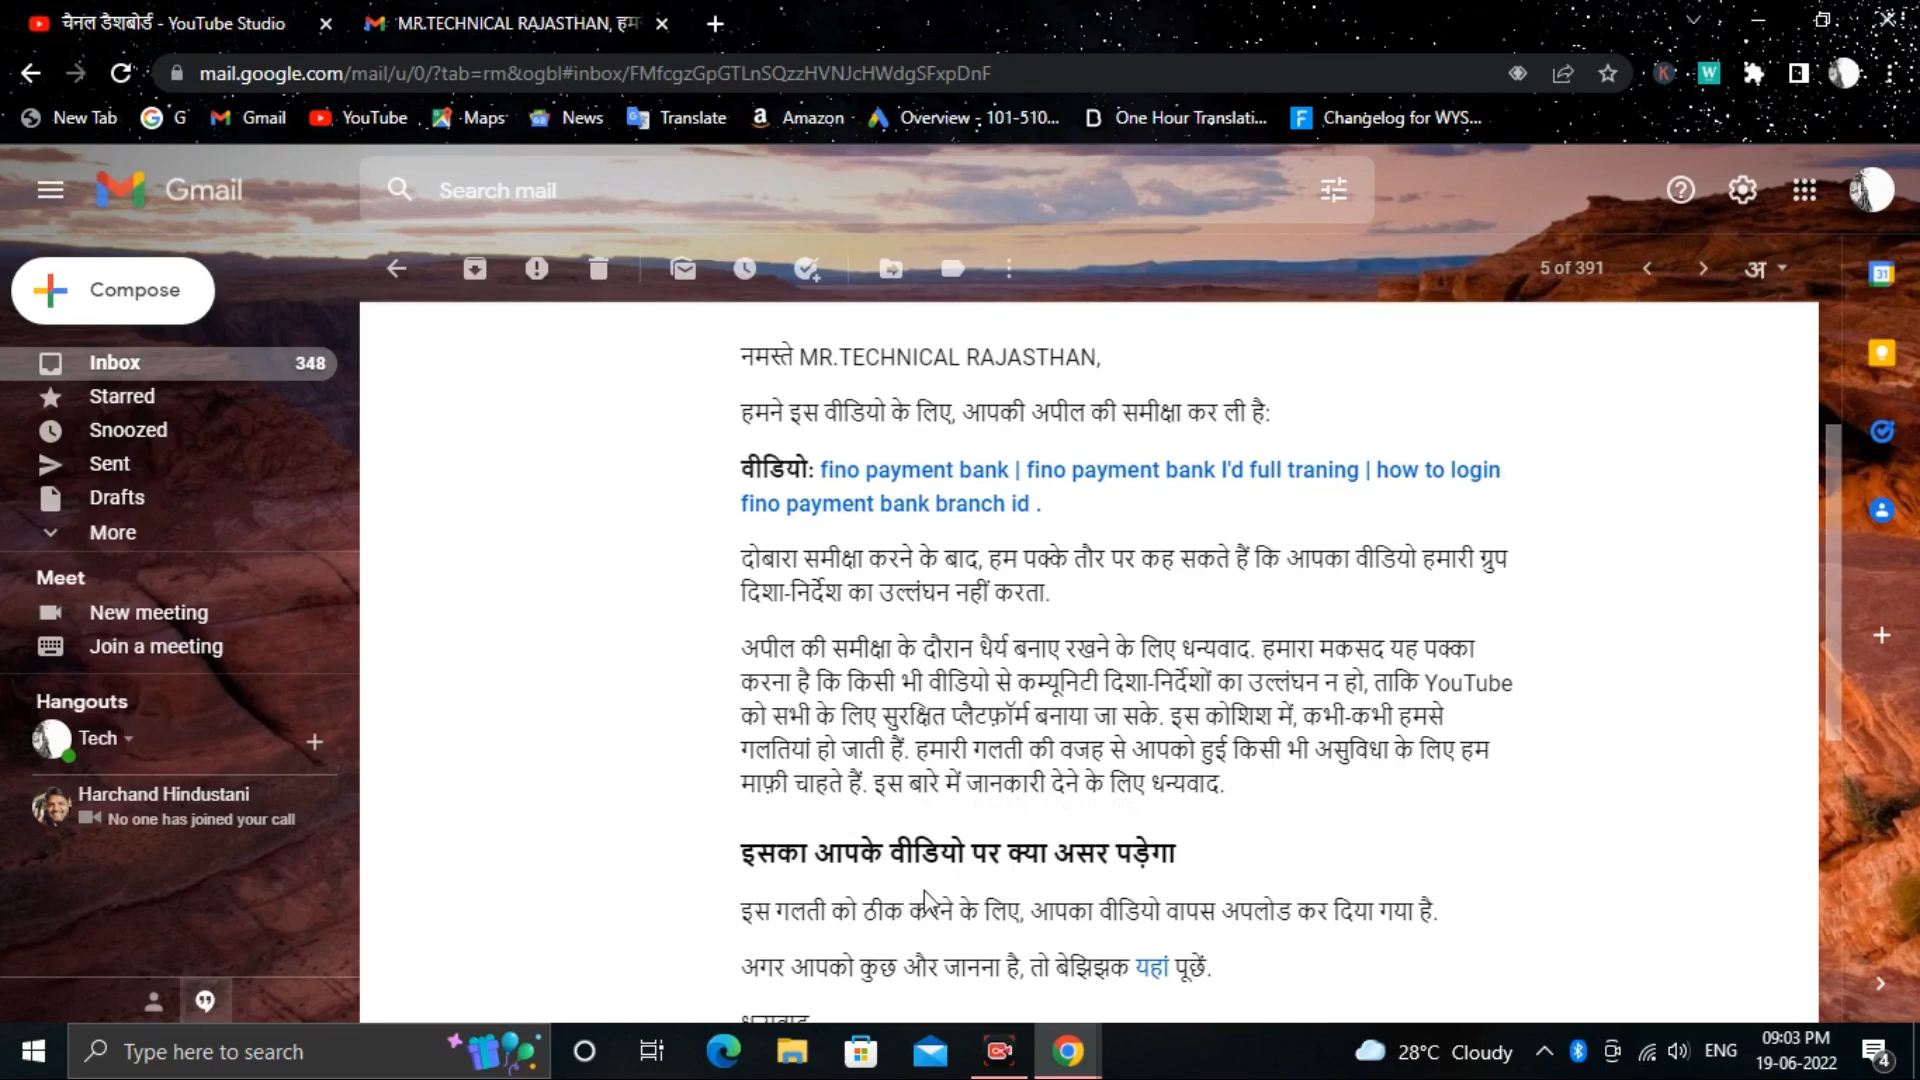 चैनल डैशबोर्ड - YouTube Studio
MR.TECHNICAL RAJASTHAN, हम
mail.google.com/mail/u/0/?tab=rm&ogbl#inbox/FMfcgzGpGTLnSQzzHVNJcHWdgSFxpDnF
New Tab G Gmail YouTube Maps News Translate Amazon Overview - 101-510... One Hour Translati... Changelog for WYS...
Gmail
Search mail
Compose
5 of 391
अ
Inbox 348
Starred
Snoozed
Sent
Drafts
More
Meet
New meeting
Join a meeting
Hangouts
Tech
Harchand Hindustani
No one has joined your call
नमस्ते MR.TECHNICAL RAJASTHAN,
हमने इस वीडियो के लिए, आपकी अपील की समीक्षा कर ली है:
वीडियो: fino payment bank | fino payment bank I'd full traning | how to login
fino payment bank branch id .
दोबारा समीक्षा करने के बाद, हम पक्के तौर पर कह सकते हैं कि आपका वीडियो हमारी ग्रुप
दिशा-निर्देश का उल्लंघन नहीं करता.
अपील की समीक्षा के दौरान धैर्य बनाए रखने के लिए धन्यवाद. हमारा मकसद यह पक्का
करना है कि किसी भी वीडियो से कम्यूनिटी दिशा-निर्देशों का उल्लंघन न हो, ताकि YouTube
को सभी के लिए सुरक्षित प्लैटफ़ॉर्म बनाया जा सके. इस कोशिश में, कभी-कभी हमसे
गलतियां हो जाती हैं. हमारी गलती की वजह से आपको हुई किसी भी असुविधा के लिए हम
माफ़ी चाहते हैं. इस बारे में जानकारी देने के लिए धन्यवाद.
इसका आपके वीडियो पर क्या असर पड़ेगा
इस गलती को ठीक करने के लिए, आपका वीडियो वापस अपलोड कर दिया गया है.
अगर आपको कुछ और जानना है, तो बेझिझक यहां पूछें.
Type here to search
28°C Cloudy
ENG
09:03 PM
19-06-2022
4